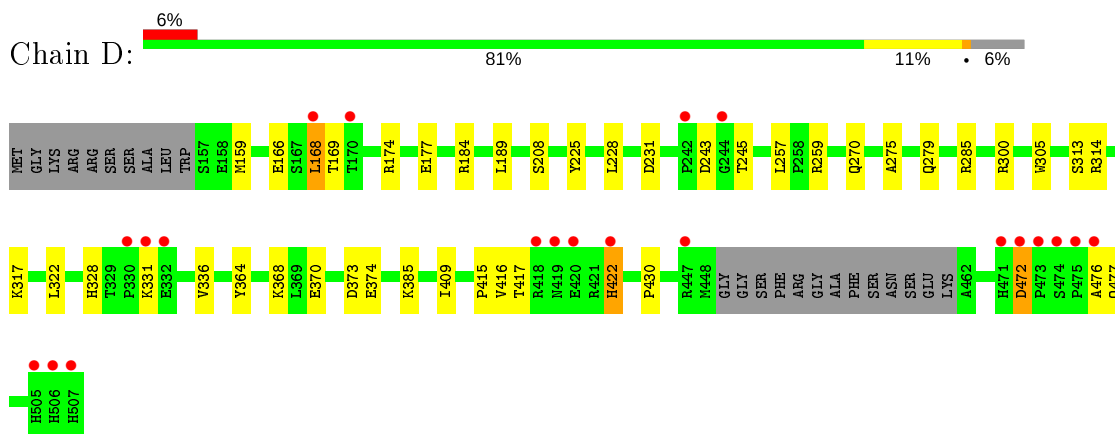 6%
Chain D:
81% 11% • 6%
MET GLY LYS ARG ARG SER SER ALA LEU TRP S157 E158 M159 E166 S167 L168 T169 T170 R174 E177 R184 L189 S208 Y225 L228 D231 P242 D243 G244 T245 L257 P258 R259 Q270 A275 Q279 R285 R300 W305 S313 R314
K317 L322 H328 T329 P330 K331 E332 V336 Y364 K368 L369 E370 D373 E374 K385 I409 P415 V416 T417 R418 N419 E420 R421 H422 P430 R447 M448 GLY GLY SER PHE ARG GLY ALA PHE SER ASN SER SER GLU LYS A462 H471 D472 P473 S474 P475 A476
H505 H506 H507